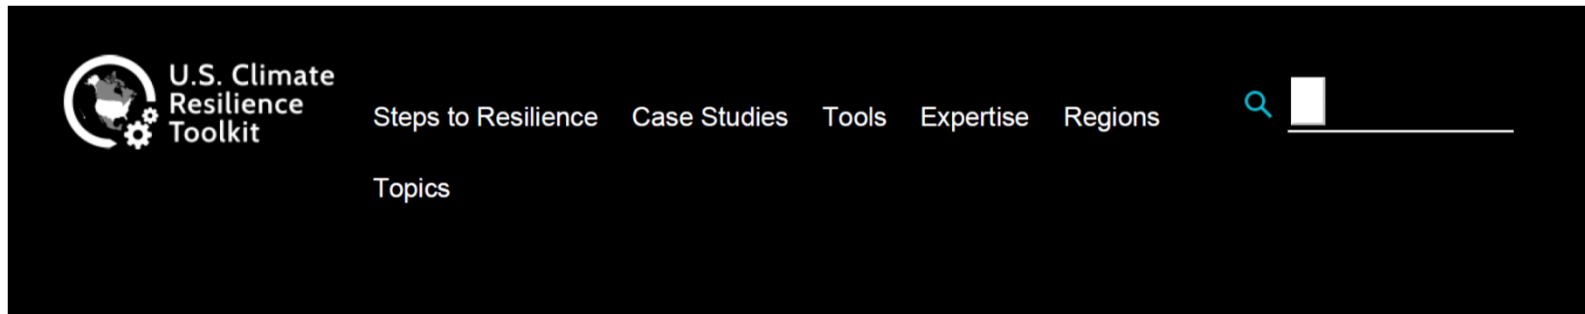 U.S. Climate
Resilience
Toolkit
Steps to Resilience Case Studies Tools Expertise Regions
Topics